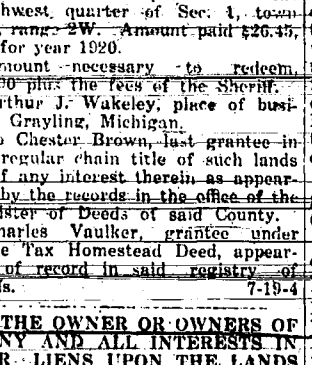 hwest quarter of Sec. 1, town
range 2W. Amount paid $26.45,
for year 1920.
mount necessary to redeem,
00 plus the fees of the Sheriff.
rthur J. Wakeley, place of busi-
Grayling, Michigan.
o Chester Brown, last grantee in
regular chain title of such lands
f any interest therein as appear-
by the records in the office of the
ister of Deeds of said County.
harles Vaulker, grantee under
e Tax Homestead Deed, appear-
of record in said registry of
s. 7-19-4
THE OWNER OR OWNERS OF
NY AND ALL INTERESTS IN
R LIENS UPON THE LANDS